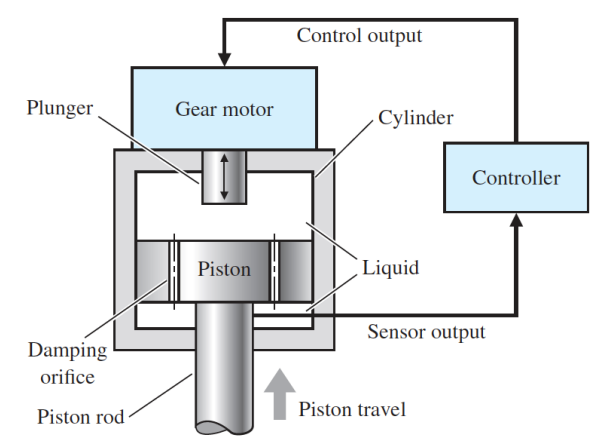 Control output
Plunger
Gear motor
Cylinder
Controller
Piston
Liquid
Sensor output
Damping
orifice
Piston rod
Piston travel